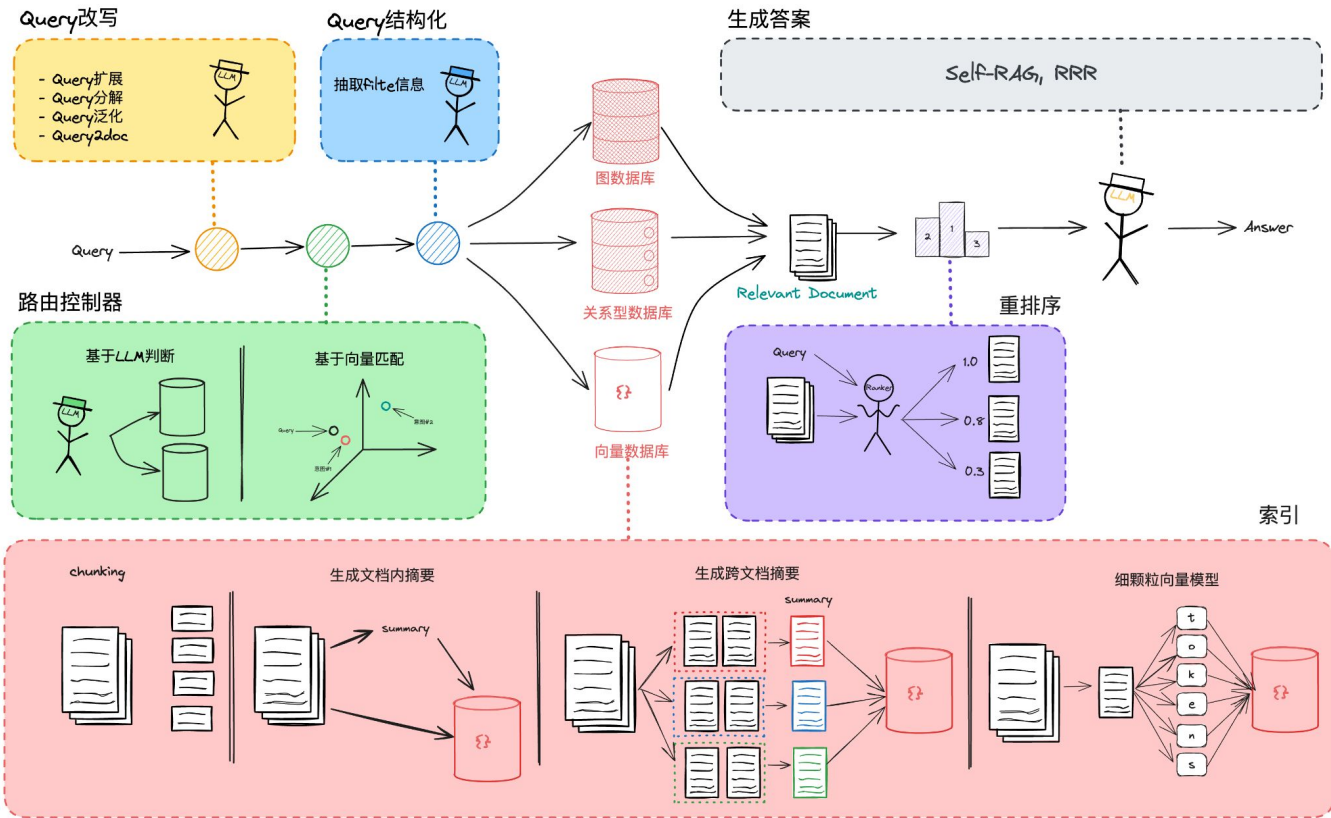 Query改写
- Query扩展
- Query分解
- Query泛化
- Query2doc
LLM
Query结构化
抽取filte信息
LLM
生成答案
Self-RAG, RRR
图数据库
关系型数据库
向量数据库
Query
Relevant Document
2
1
3
LLM
Answer
路由控制器
基于LLM判断
LLM
基于向量匹配
Query
意图#1
意图#2
重排序
Query
Ranker
1.0
0.8
0.3
索引
chunking
生成文档内摘要
summary
生成跨文档摘要
summary
细颗粒向量模型
t
o
k
e
n
s